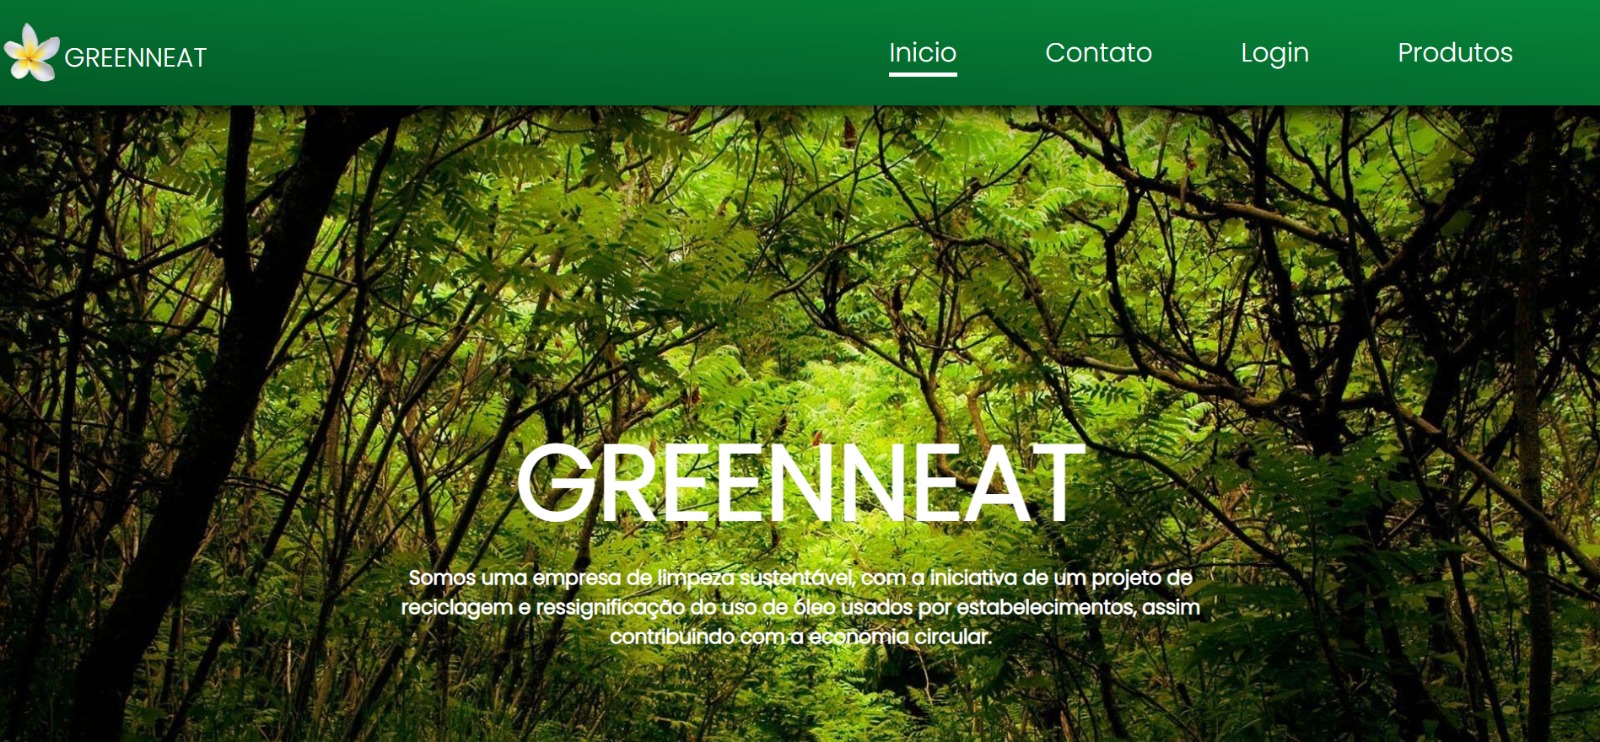 GREENNEAT
Inicio
Contato
Login
Produtos
GREENNEAT
Somos uma empresa de limpeza sustentável, com a iniciativa de um projeto de
reciclagem e ressignificação do uso de óleo usados por estabelecimentos, assim
contribuindo com a economia circular.